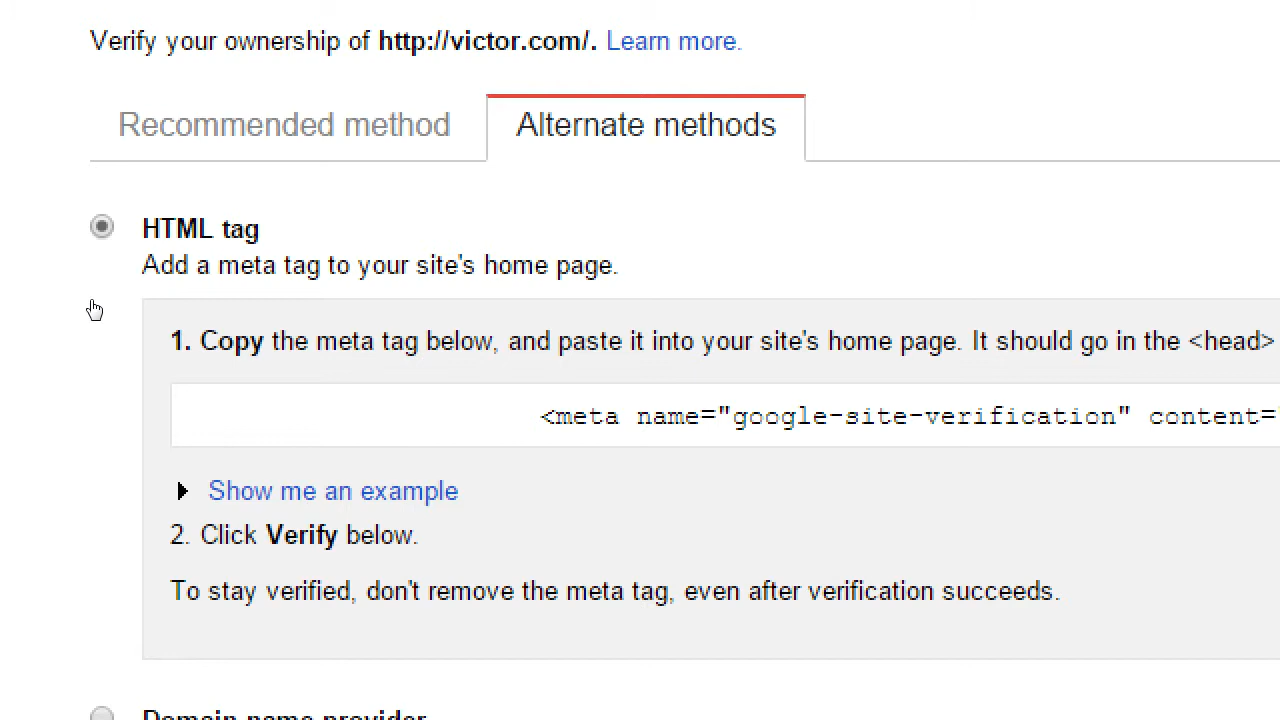 Verify your ownership of http://victor.com/. Learn more.
Recommended method
Alternate methods
HTML tag
Add a meta tag to your site's home page.
1. Copy the meta tag below, and paste it into your site's home page. It should go in the <head>
<meta name="google-site-verification" content=
Show me an example
2. Click Verify below.
To stay verified, don't remove the meta tag, even after verification succeeds.
Domain name provider